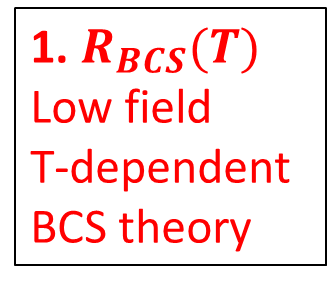 1. R_BCS(T)
Low field
T-dependent
BCS theory